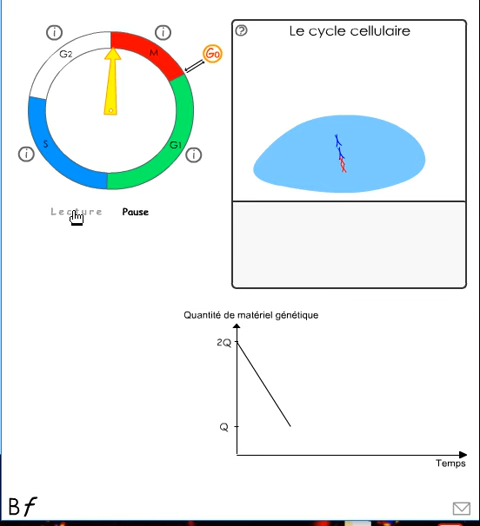 Le cycle cellulaire
?
i
i
G2
M
Go
S
G1
i
i
Lecture Pause
Quantité de matériel génétique
2Q
Q
Temps
Bf